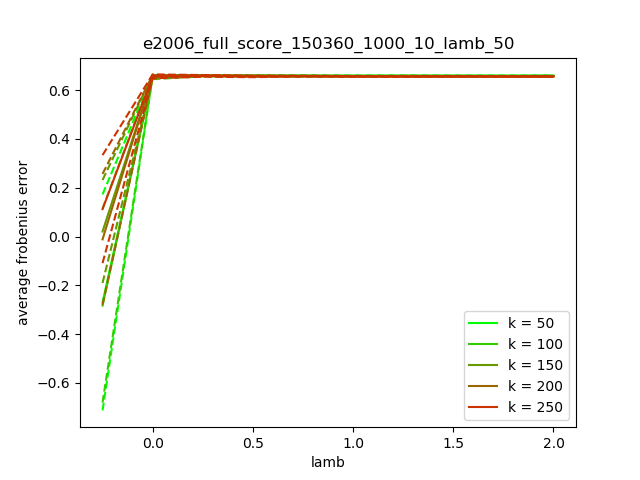 e2006_full_score_150360_1000_10_lamb_50
average frobenius error
0.6
0.4
0.2
0.0
−0.2
−0.4
−0.6
0.0
0.5
1.0
1.5
2.0
lamb
k = 50
k = 100
k = 150
k = 200
k = 250